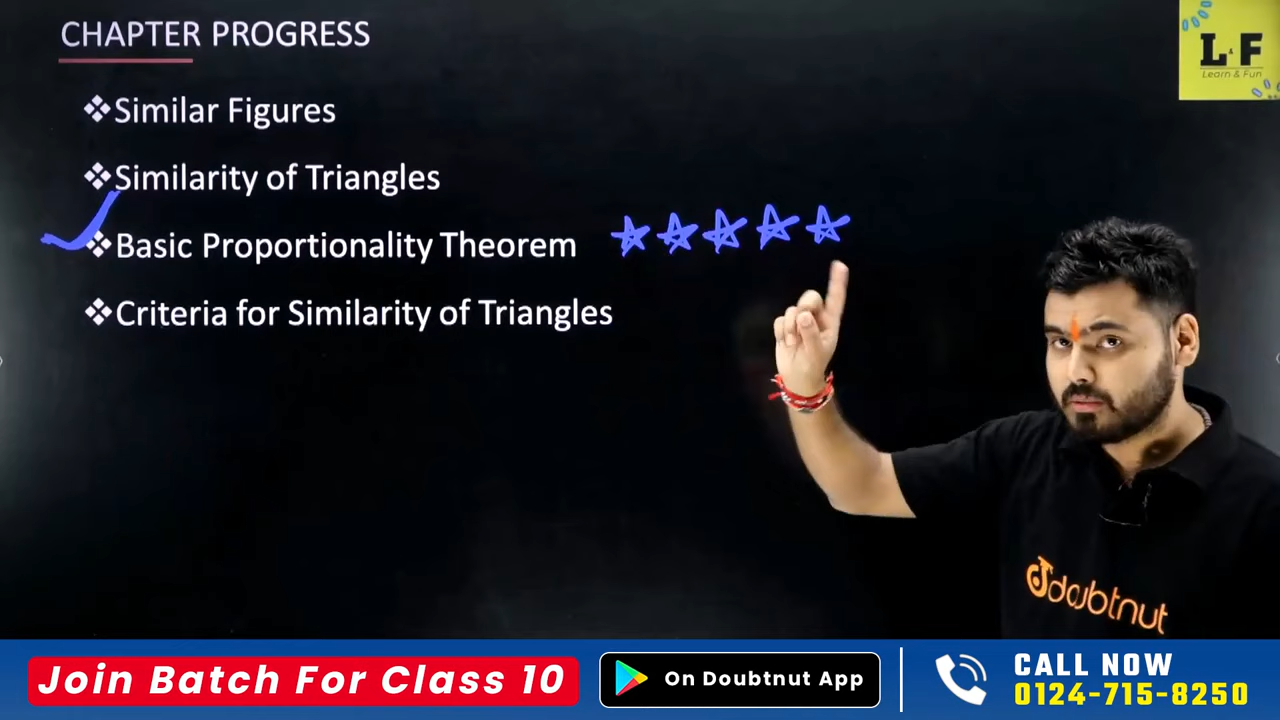 CHAPTER PROGRESS
L&F
Learn & Fun
❖Similar Figures
❖Similarity of Triangles
❖Basic Proportionality Theorem
❖Criteria for Similarity of Triangles
doubtnut
Join Batch For Class 10
On Doubtnut App
CALL NOW
0124-715-8250